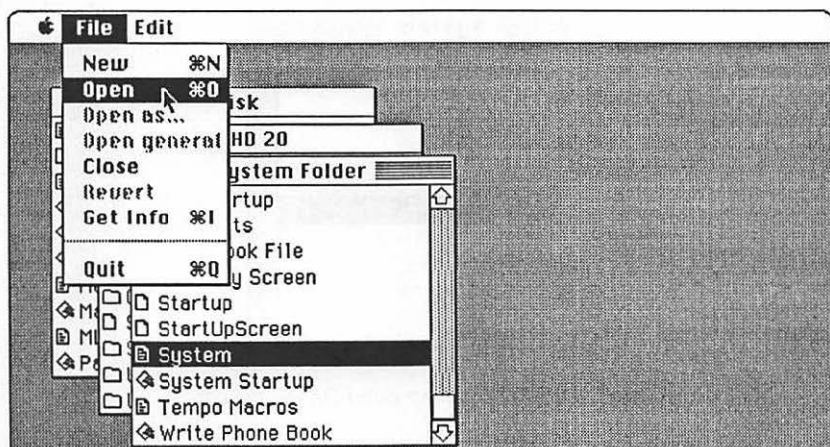 File Edit
New ⌘N
Open ⌘O
Open as...
Open general
Close
Revert
Get Info ⌘I
Quit ⌘Q
isk
HD 20
ystem Folder
rtup
ts
ok File
y Screen
Startup
StartUpScreen
System
System Startup
Tempo Macros
Write Phone Book